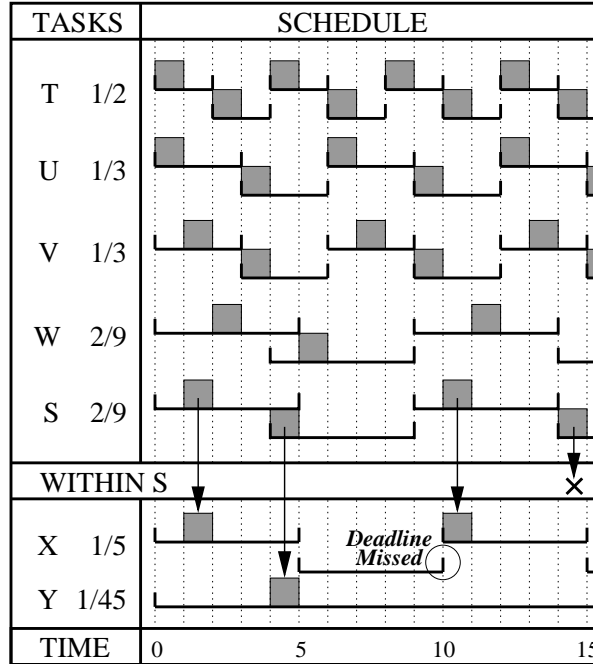 TASKS SCHEDULE
T 1/2
U 1/3
V 1/3
W 2/9
S 2/9
WITHIN S
X 1/5
Deadline
Missed
Y 1/45
TIME 0 5 10 15